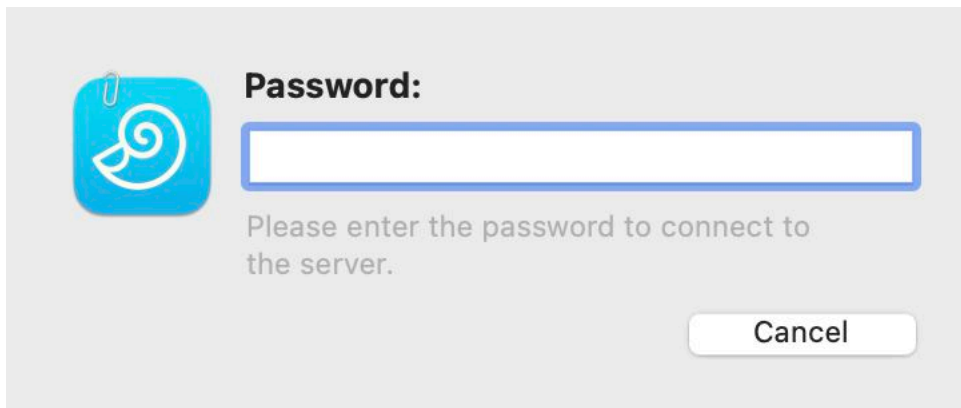 Password:
Please enter the password to connect to
the server.
Cancel